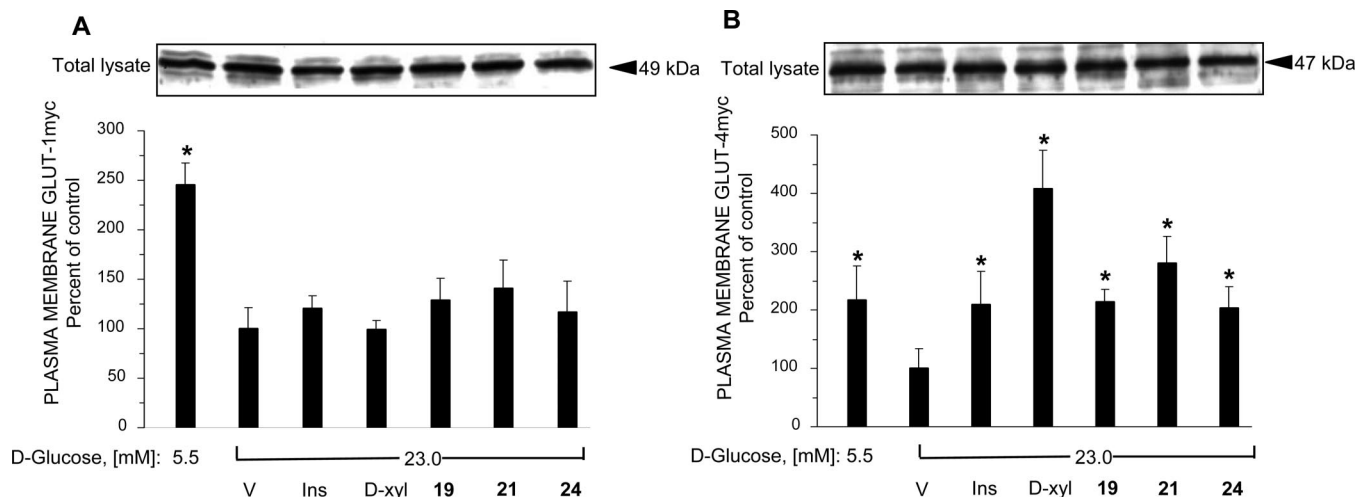 A
Total lysate
49 kDa
PLASMA MEMBRANE GLUT-1myc
Percent of control
300
250
200
150
100
50
0
*
D-Glucose, [mM]: 5.5
23.0
V Ins D-xyl 19 21 24
B
Total lysate
47 kDa
PLASMA MEMBRANE GLUT-4myc
Percent of control
500
400
300
200
100
0
* * * * * *
D-Glucose, [mM]: 5.5
23.0
V Ins D-xyl 19 21 24